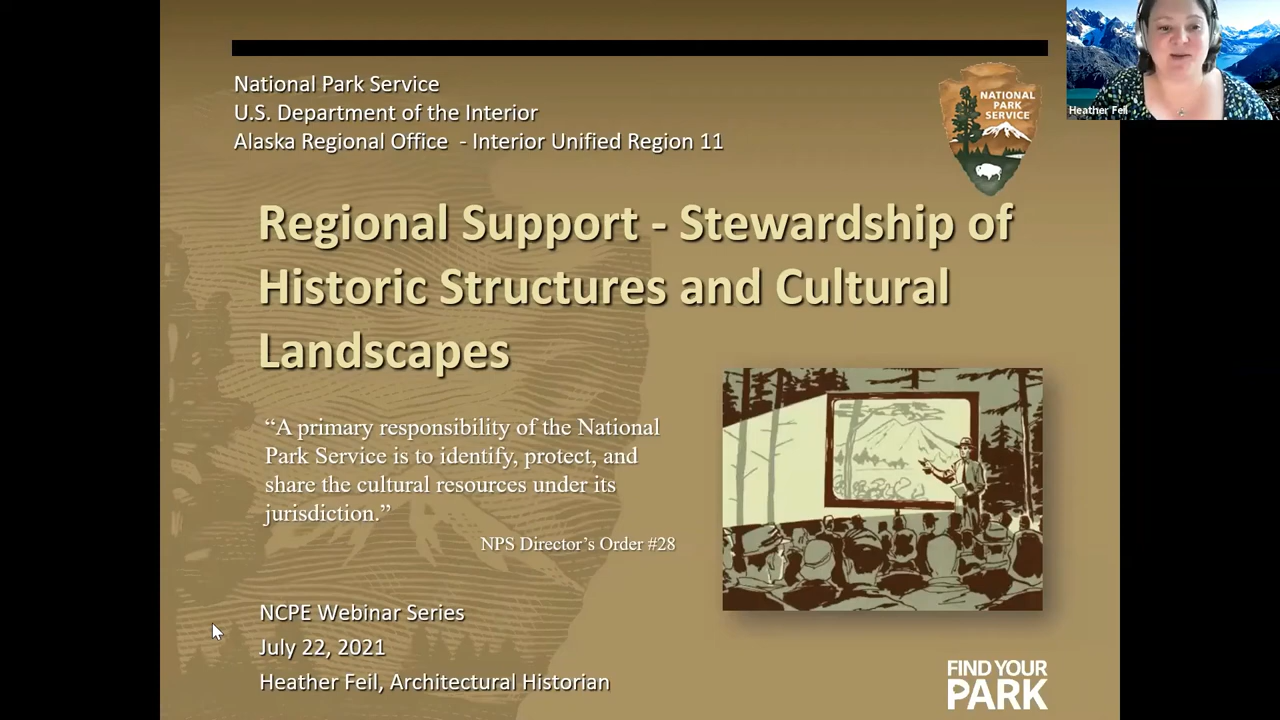 National Park Service
U.S. Department of the Interior
Alaska Regional Office - Interior Unified Region 11
NATIONAL
PARK
SERVICE
Heather Feil
Regional Support - Stewardship of
Historic Structures and Cultural
Landscapes
“A primary responsibility of the National
Park Service is to identify, protect, and
share the cultural resources under its
jurisdiction.”
NPS Director’s Order #28
NCPE Webinar Series
July 22, 2021
Heather Feil, Architectural Historian
FIND YOUR
PARK